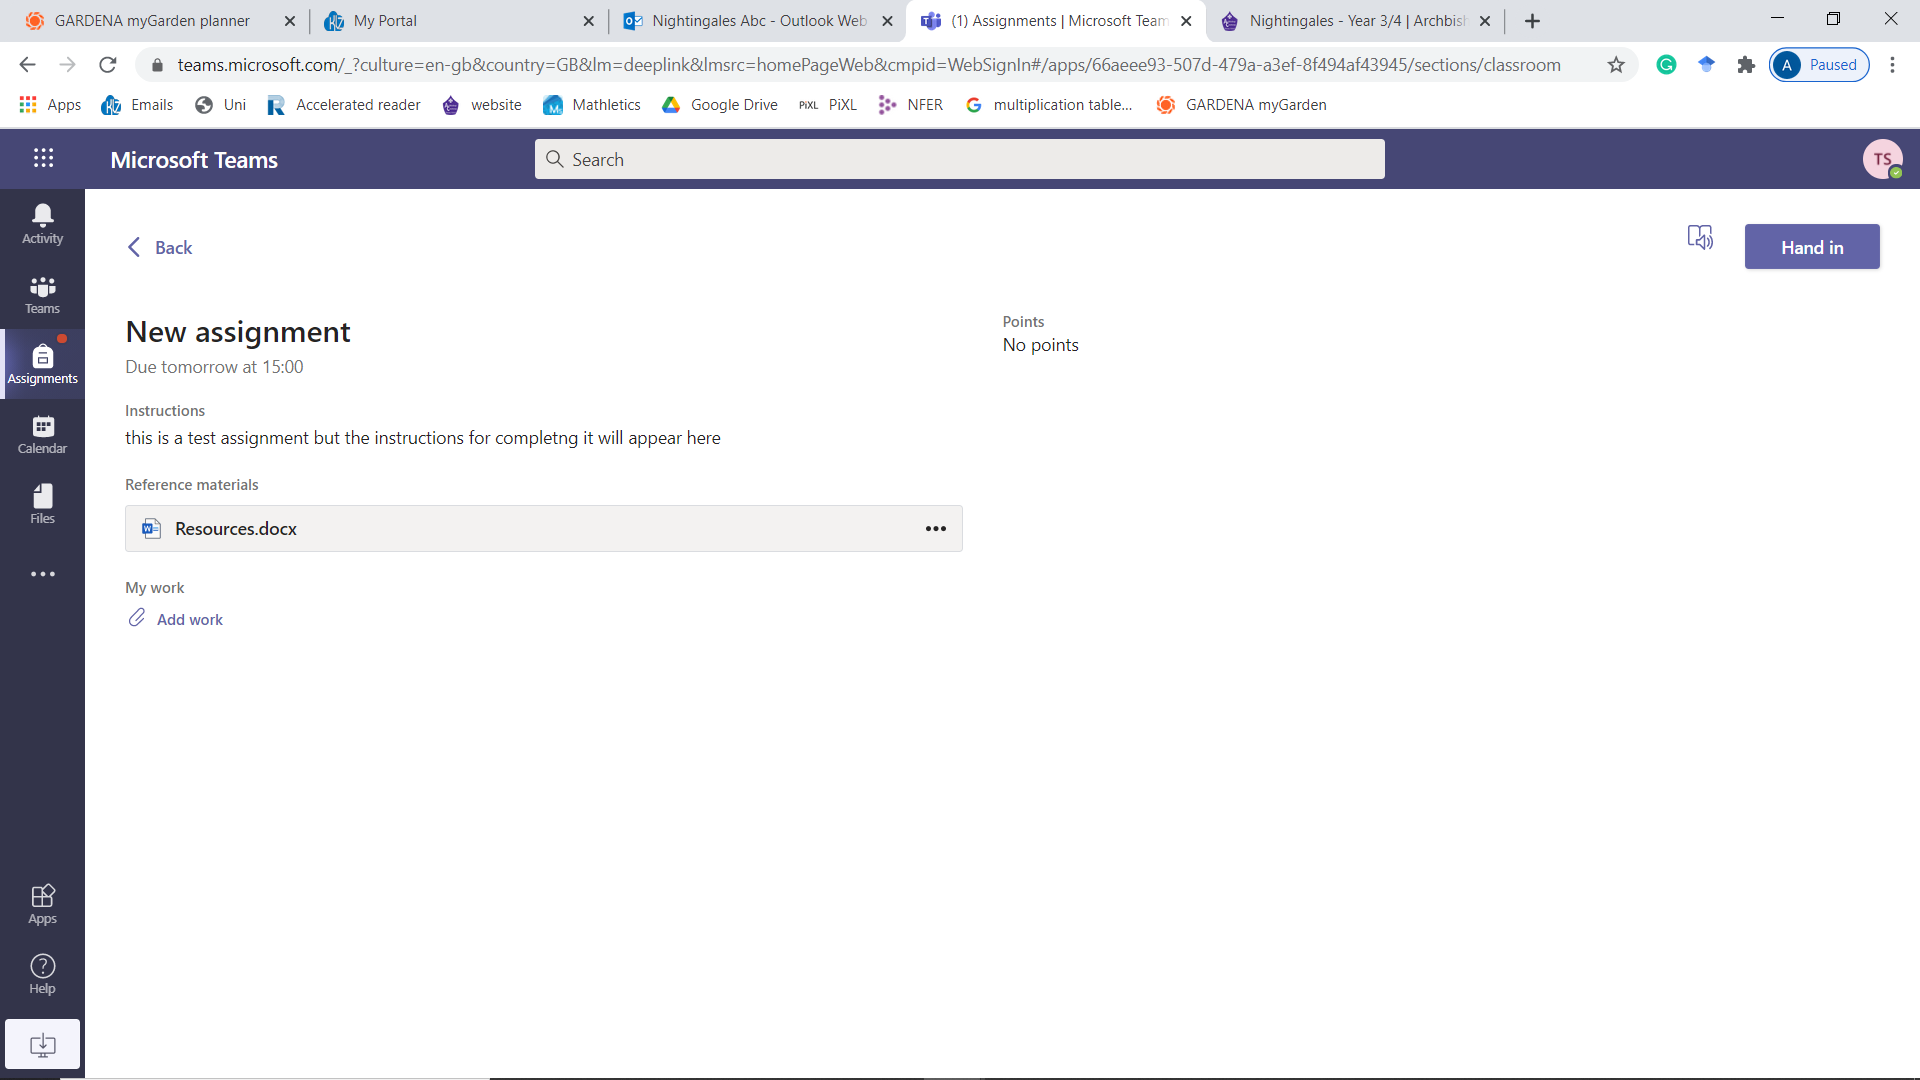 GARDENA myGarden planner
My Portal
Nightingales Abc - Outlook Web
(1) Assignments | Microsoft Team
Nightingales - Year 3/4 | Archbish
teams.microsoft.com/_?culture=en-gb&country=GB&lm=deeplink&lmsrc=homePageWeb&cmpid=WebSignIn#/apps/66aeee93-507d-479a-a3ef-8f494af43945/sections/classroom
A Paused
Apps Emails Uni Accelerated reader website Mathletics Google Drive PiXL PiXL NFER multiplication table... GARDENA myGarden
Microsoft Teams
Search
TS
Activity
Teams
Assignments
Calendar
Files
Apps
Help
Back
Hand in
New assignment
Due tomorrow at 15:00
Points
No points
Instructions
this is a test assignment but the instructions for completng it will appear here
Reference materials
Resources.docx
My work
Add work